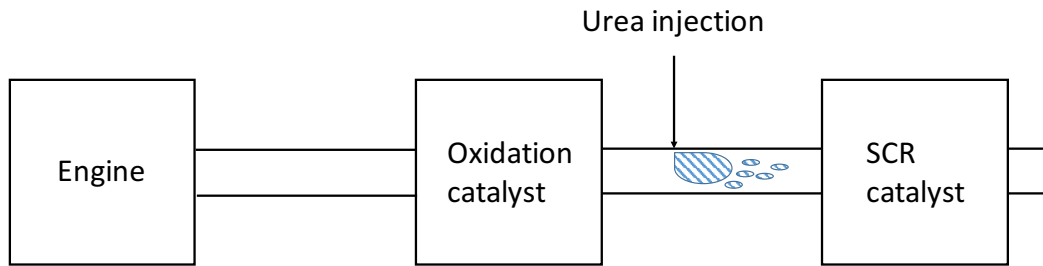 Urea injection
Engine
Oxidation
catalyst
SCR
catalyst